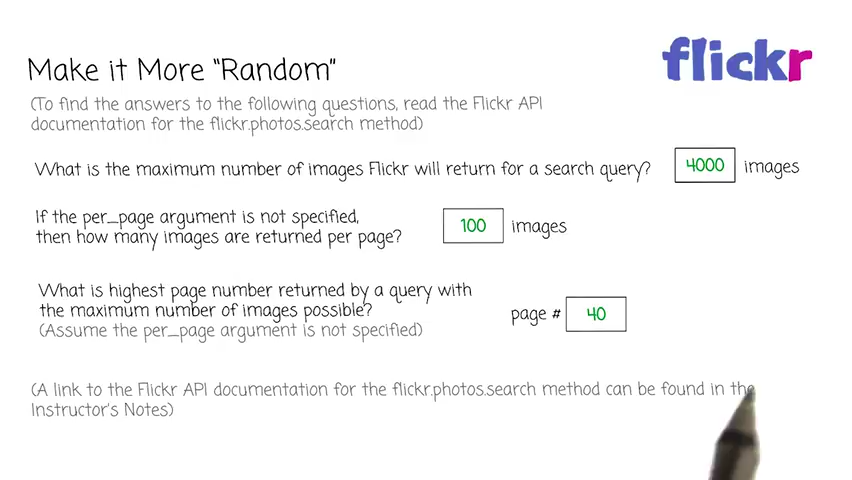 flickr
Make it More "Random"
(To find the answers to the following questions, read the Flickr API
documentation for the flickr.photos.search method)
What is the maximum number of images Flickr will return for a search query? 4000 images
If the per_page argument is not specified,
then how many images are returned per page? 100 images
What is highest page number returned by a query with
the maximum number of images possible?
(Assume the per_page argument is not specified) page # 40
(A link to the Flickr API documentation for the flickr.photos.search method can be found in the
Instructor's Notes)